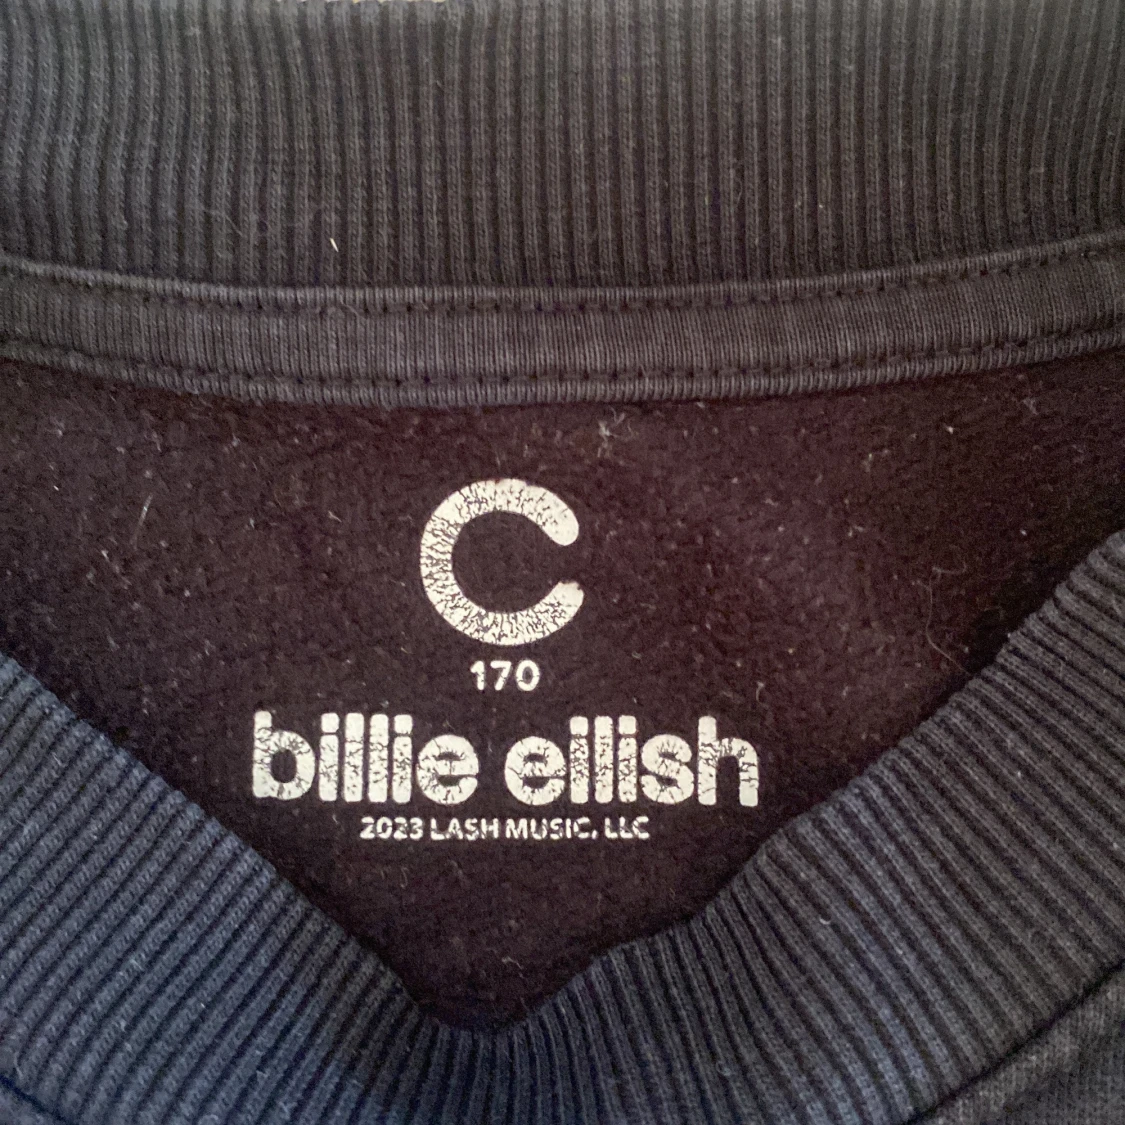 C
170
billie eilish
2023 LASH MUSIC, LLC